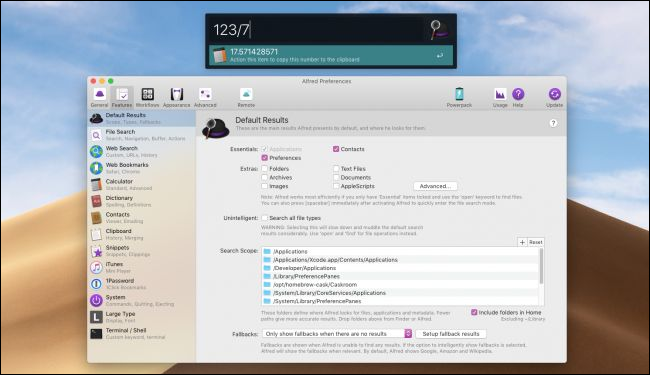 123/7
17.571428571
Action this item to copy this number to the clipboard
Alfred Preferences
General Features Workflows Appearance Advanced Remote Powerpack Usage Help Update
Default Results
Scope, Types, Fallbacks
File Search
Search, Navigation, Buffer, Actions
Web Search
Custom, URLs, History
Web Bookmarks
Safari, Chrome
Calculator
Standard, Advanced
Dictionary
Spelling, Definitions
Contacts
Viewer, Emailing
Clipboard
History, Merging
Snippets
Snippets, Clippings
iTunes
Mini Player
1Password
1Click Bookmarks
System
Commands, Quitting, Ejecting
Large Type
Display, Font
Terminal / Shell
Default Results
These are the main results Alfred presents by default, and where he looks for them.
?
Essentials: Applications Contacts
Preferences
Extras: Folders Text Files
Archives Documents
Images AppleScripts Advanced...
Note: Alfred works most efficiently if you only have 'Essential' items ticked and use the 'open' keyword to find files.
You can also press [spacebar] immediately after activating Alfred to quickly enter the file search mode.
Unintelligent: Search all file types
WARNING: Selecting this will slow down and muddle the default search
results considerably. Use 'open' and 'find' for file operations instead.
+ Reset
Search Scope: /Applications
/Applications/Xcode.app/Contents/Applications
/Developer/Applications
/Library/PreferencePanes
/opt/homebrew-cask/Caskroom
/System/Library/CoreServices/Applications
/System/Library/PreferencePanes
These folders define where Alfred looks for files, applications and metadata. Fewer
paths give more accurate results. Drop folders above from Finder or Alfred.
Include folders in Home
Excluding ~/Library
Fallbacks: Only show fallbacks when there are no results Setup fallback results
Fallbacks are shown when Alfred is unable to find any results. If the option to intelligently show fallbacks is selected,
Alfred will show the fallbacks when relevant. By default, Alfred shows Google, Amazon and Wikipedia.